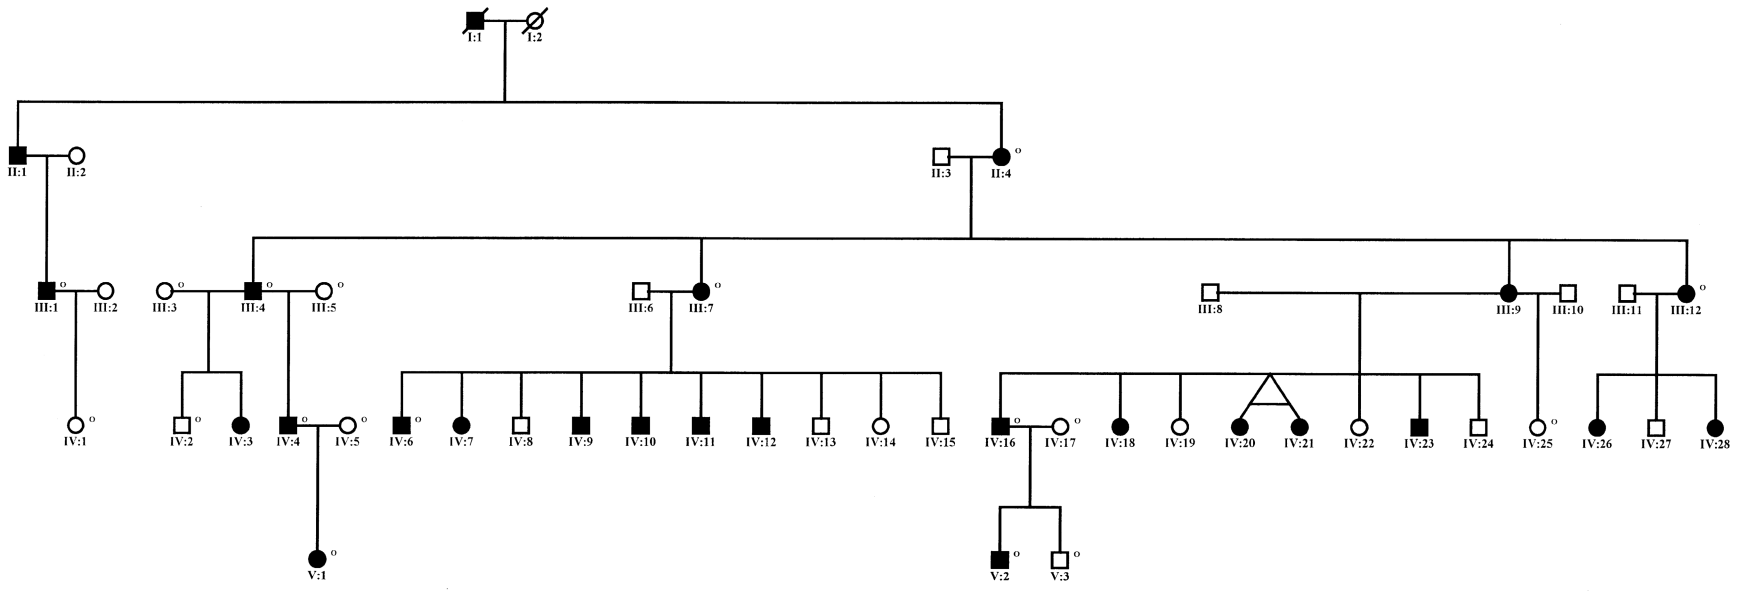 I:1 I:2
II:1 II:2 II:3 II:4 o
III:1 o III:2 III:3 o III:4 o III:5 o III:6 III:7 o III:8 III:9 III:10 III:11 III:12 o
IV:1 o IV:2 o IV:3 o IV:4 o IV:5 o IV:6 o IV:7 IV:8 IV:9 IV:10 IV:11 IV:12 IV:13 IV:14 IV:15 IV:16 o IV:17 o IV:18 IV:19 IV:20 IV:21 IV:22 IV:23 IV:24 IV:25 o IV:26 IV:27 IV:28
V:1 o V:2 o V:3 o